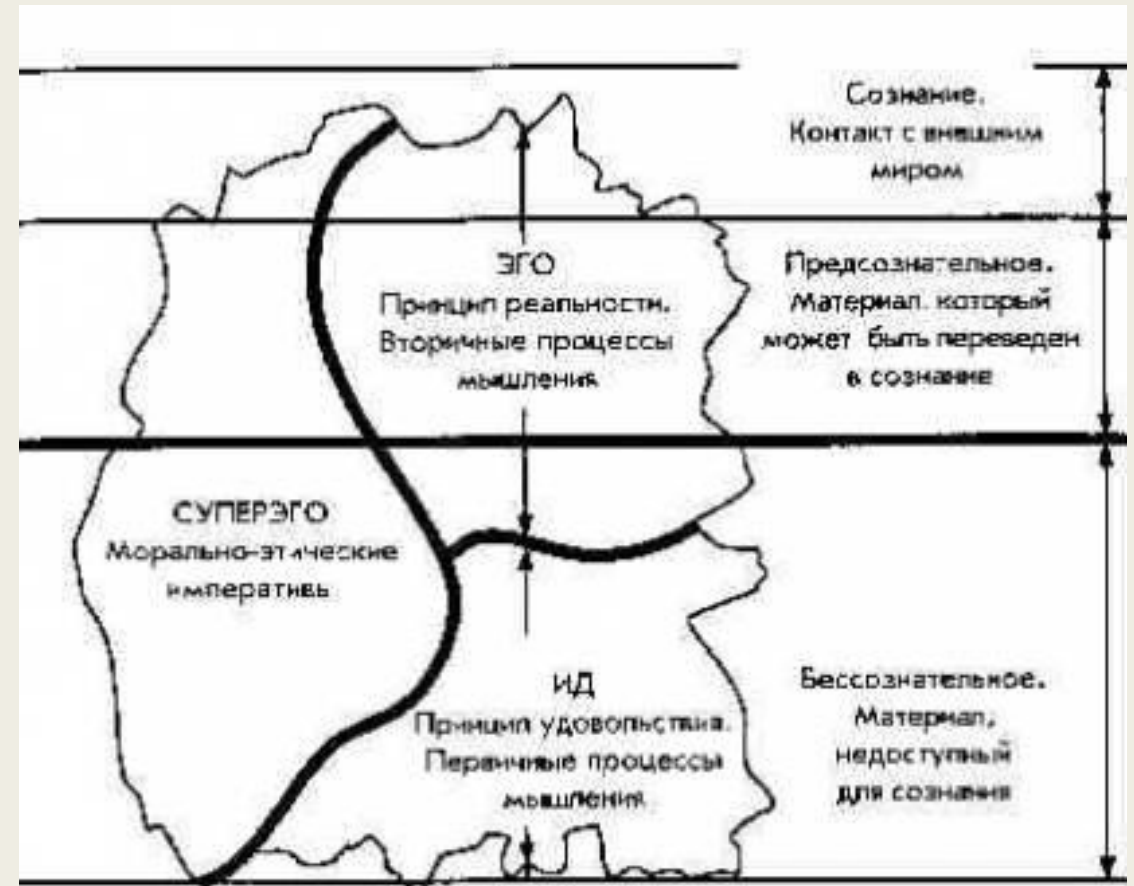 Сознание.
Контакт с внешним
миром
ЭГО
Принцип реальности.
Вторичные процессы
мышления
Предсознательное.
Материал, который
может быть переведен
в сознание
СУПЕРЭГО
Морально-этические
императивы
ИД
Принцип удовольствия.
Первичные процессы
мышления
Бессознательное.
Материал,
недоступный
для сознания